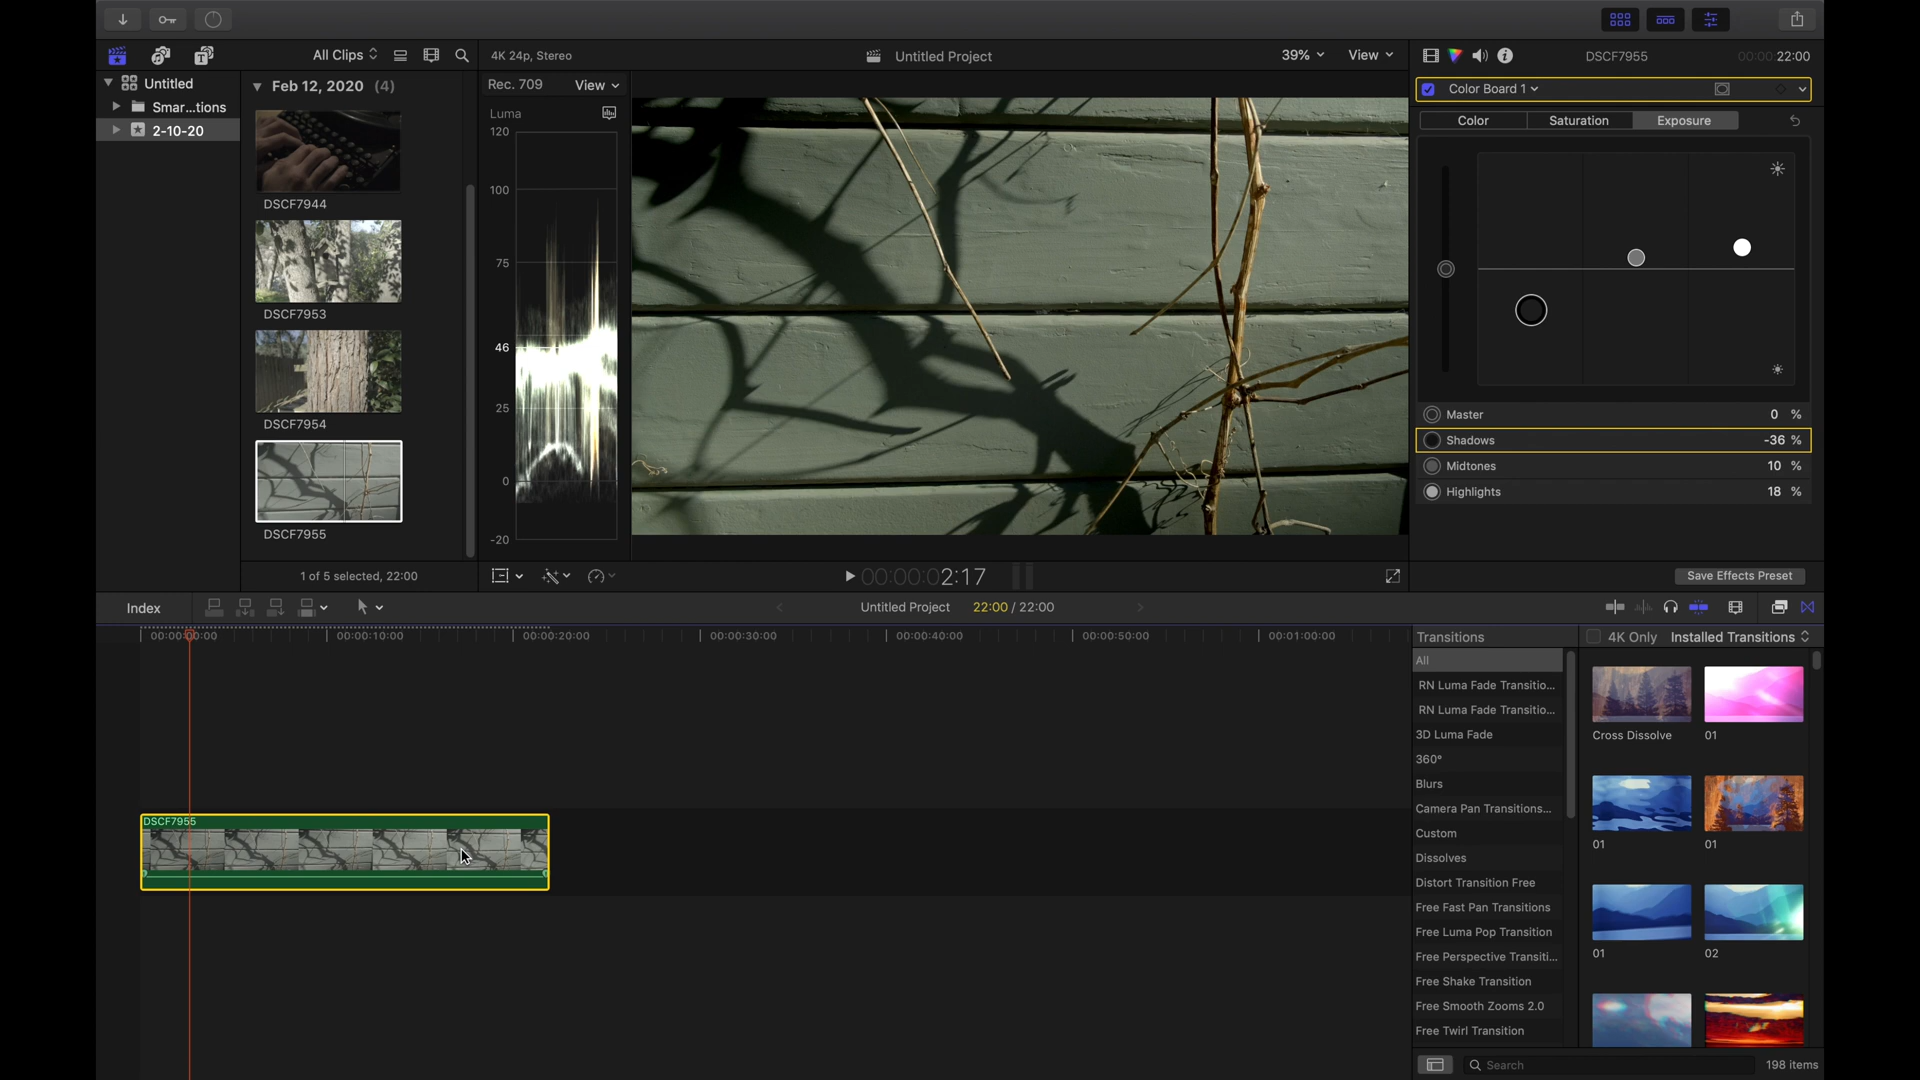 All Clips
4K 24p, Stereo
Untitled Project
39%
View
DSCF7955
00:00:22:00
Untitled
Smar...tions
2-10-20
Feb 12, 2020 (4)
DSCF7944
DSCF7953
DSCF7954
DSCF7955
1 of 5 selected, 22:00
Rec. 709
View
Luma
120
100
75
46
25
0
-20
00:00:02:17
Color Board 1
Color
Saturation
Exposure
Master 0 %
Shadows -36 %
Midtones 10 %
Highlights 18 %
Save Effects Preset
Index
Untitled Project
22:00 / 22:00
00:00:00:00
00:00:10:00
00:00:20:00
00:00:30:00
00:00:40:00
00:00:50:00
00:01:00:00
DSCF7955
Transitions
4K Only
Installed Transitions
All
RN Luma Fade Transitio...
RN Luma Fade Transitio...
3D Luma Fade
360°
Blurs
Camera Pan Transitions...
Custom
Dissolves
Distort Transition Free
Free Fast Pan Transitions
Free Luma Pop Transition
Free Perspective Transiti...
Free Shake Transition
Free Smooth Zooms 2.0
Free Twirl Transition
Cross Dissolve
01
01
01
01
02
Search
198 items